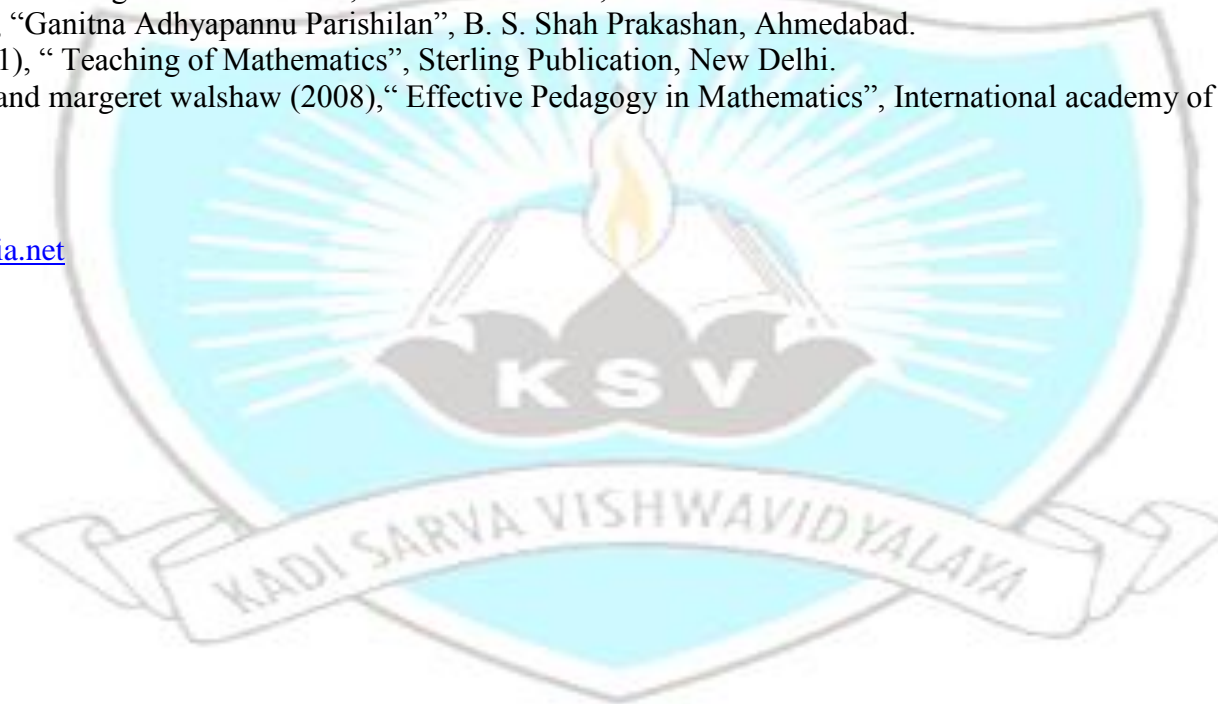 , “Ganitna Adhyapannu Parishilan”, B. S. Shah Prakashan, Ahmedabad.
1), “ Teaching of Mathematics”, Sterling Publication, New Delhi.
and margeret walshaw (2008),“ Effective Pedagogy in Mathematics”, International academy of
ia.net
KSV
KADI SARVA VISHWAVIDYALAYA